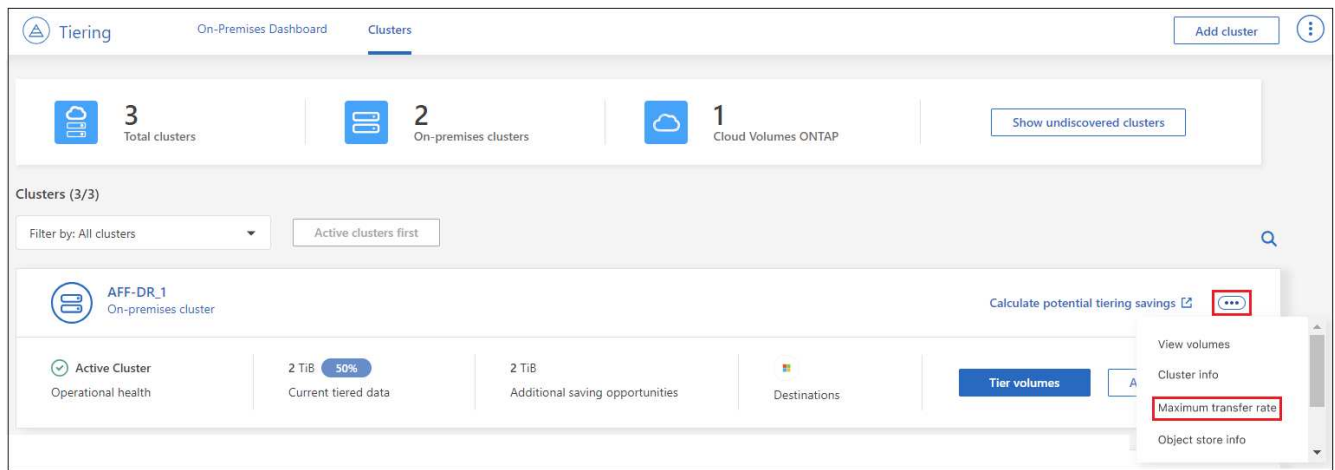 Tiering
On-Premises Dashboard
Clusters
Add cluster
3
Total clusters
2
On-premises clusters
1
Cloud Volumes ONTAP
Show undiscovered clusters
Clusters (3/3)
Filter by: All clusters
Active clusters first
AFF-DR_1
On-premises cluster
Calculate potential tiering savings
View volumes
Cluster info
Maximum transfer rate
Object store info
Active Cluster
Operational health
2 TiB 50%
Current tiered data
2 TiB
Additional saving opportunities
Destinations
Tier volumes
A